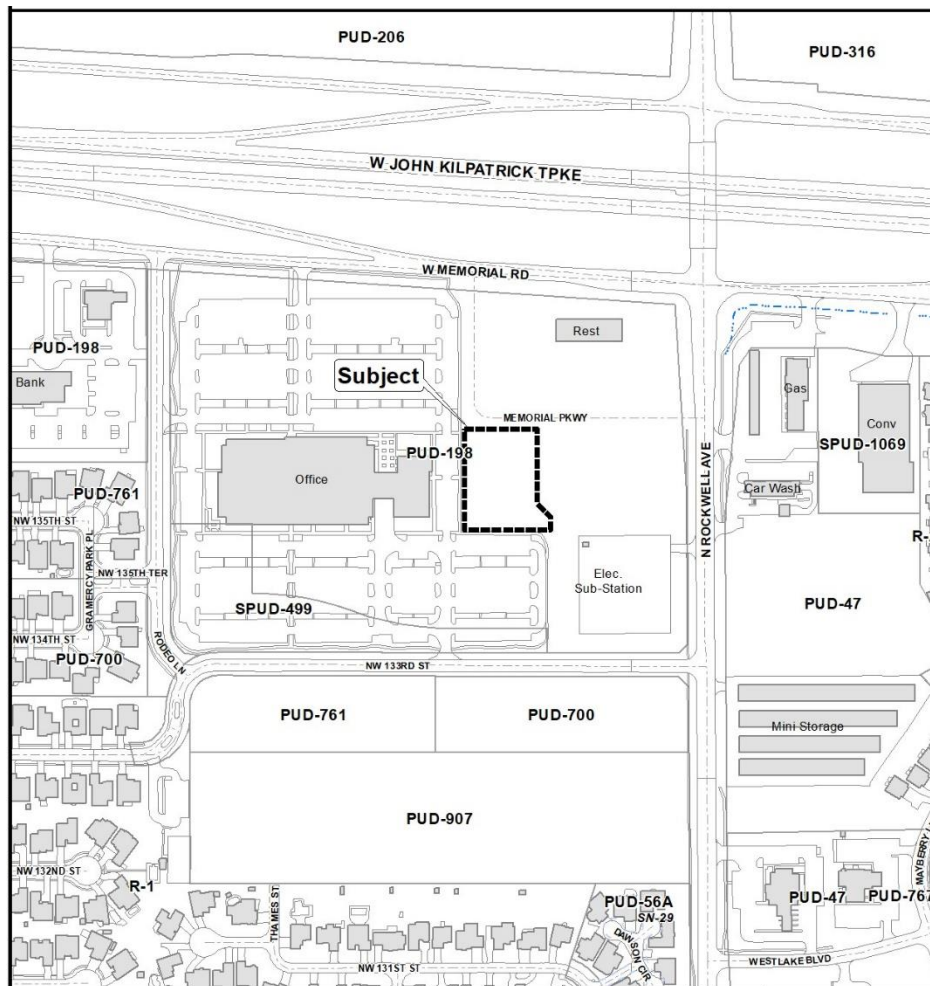 PUD-206
PUD-316
W JOHN KILPATRICK TPKE
W MEMORIAL RD
Rest
PUD-198
Bank
Subject
MEMORIAL PKWY
Gas
Conv
SPUD-1069
Office
PUD-198
Car Wash
N ROCKWELL AVE
PUD-761
NW 135TH ST
GRAMERCY PARK PL
NW 135TH TER
Elec.
Sub-Station
PUD-47
SPUD-499
NW 134TH ST
PUD-700
RODEO LN
NW 133RD ST
PUD-761
PUD-700
Mini Storage
PUD-907
NW 132ND ST
R-1
THAMES ST
PUD-56A
SN-29
DAWSON CIR
PUD-47
PUD-767
NW 131ST ST
WESTLAKE BLVD